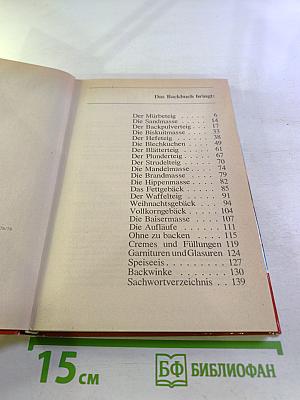 Das Backbuch bringt:
Der Mürbeteig . . . . . . . 6
Die Sandmasse . . . . . . 14
Der Backpulverteig . . . . 17
Die Biskuitmasse . . . . . 33
Der Hefeteig . . . . . . . 38
Die Blechkuchen . . . . . 49
Der Blätterteig . . . . . . 61
Der Plunderteig . . . . . . 67
Der Strudelteig . . . . . . 70
Die Mandelmasse . . . . . 74
Die Brandmasse . . . . . . 79
Die Hippenmasse . . . . . 82
Das Fettgebäck . . . . . . 85
Der Waffelteig . . . . . . 91
Weihnachtsgebäck . . . . 94
Vollkorngebäck . . . . . 104
Die Baisermasse . . . . . 107
Die Aufläufe . . . . . . . 111
Ohne zu backen . . . . . 115
Cremes und Füllungen 119
Garnituren und Glasuren 124
Speiseeis . . . . . . . . . 127
Backwinke . . . . . . . . 130
Sachwortverzeichnis . . 139
15 см
БФ БИБЛИОФАН